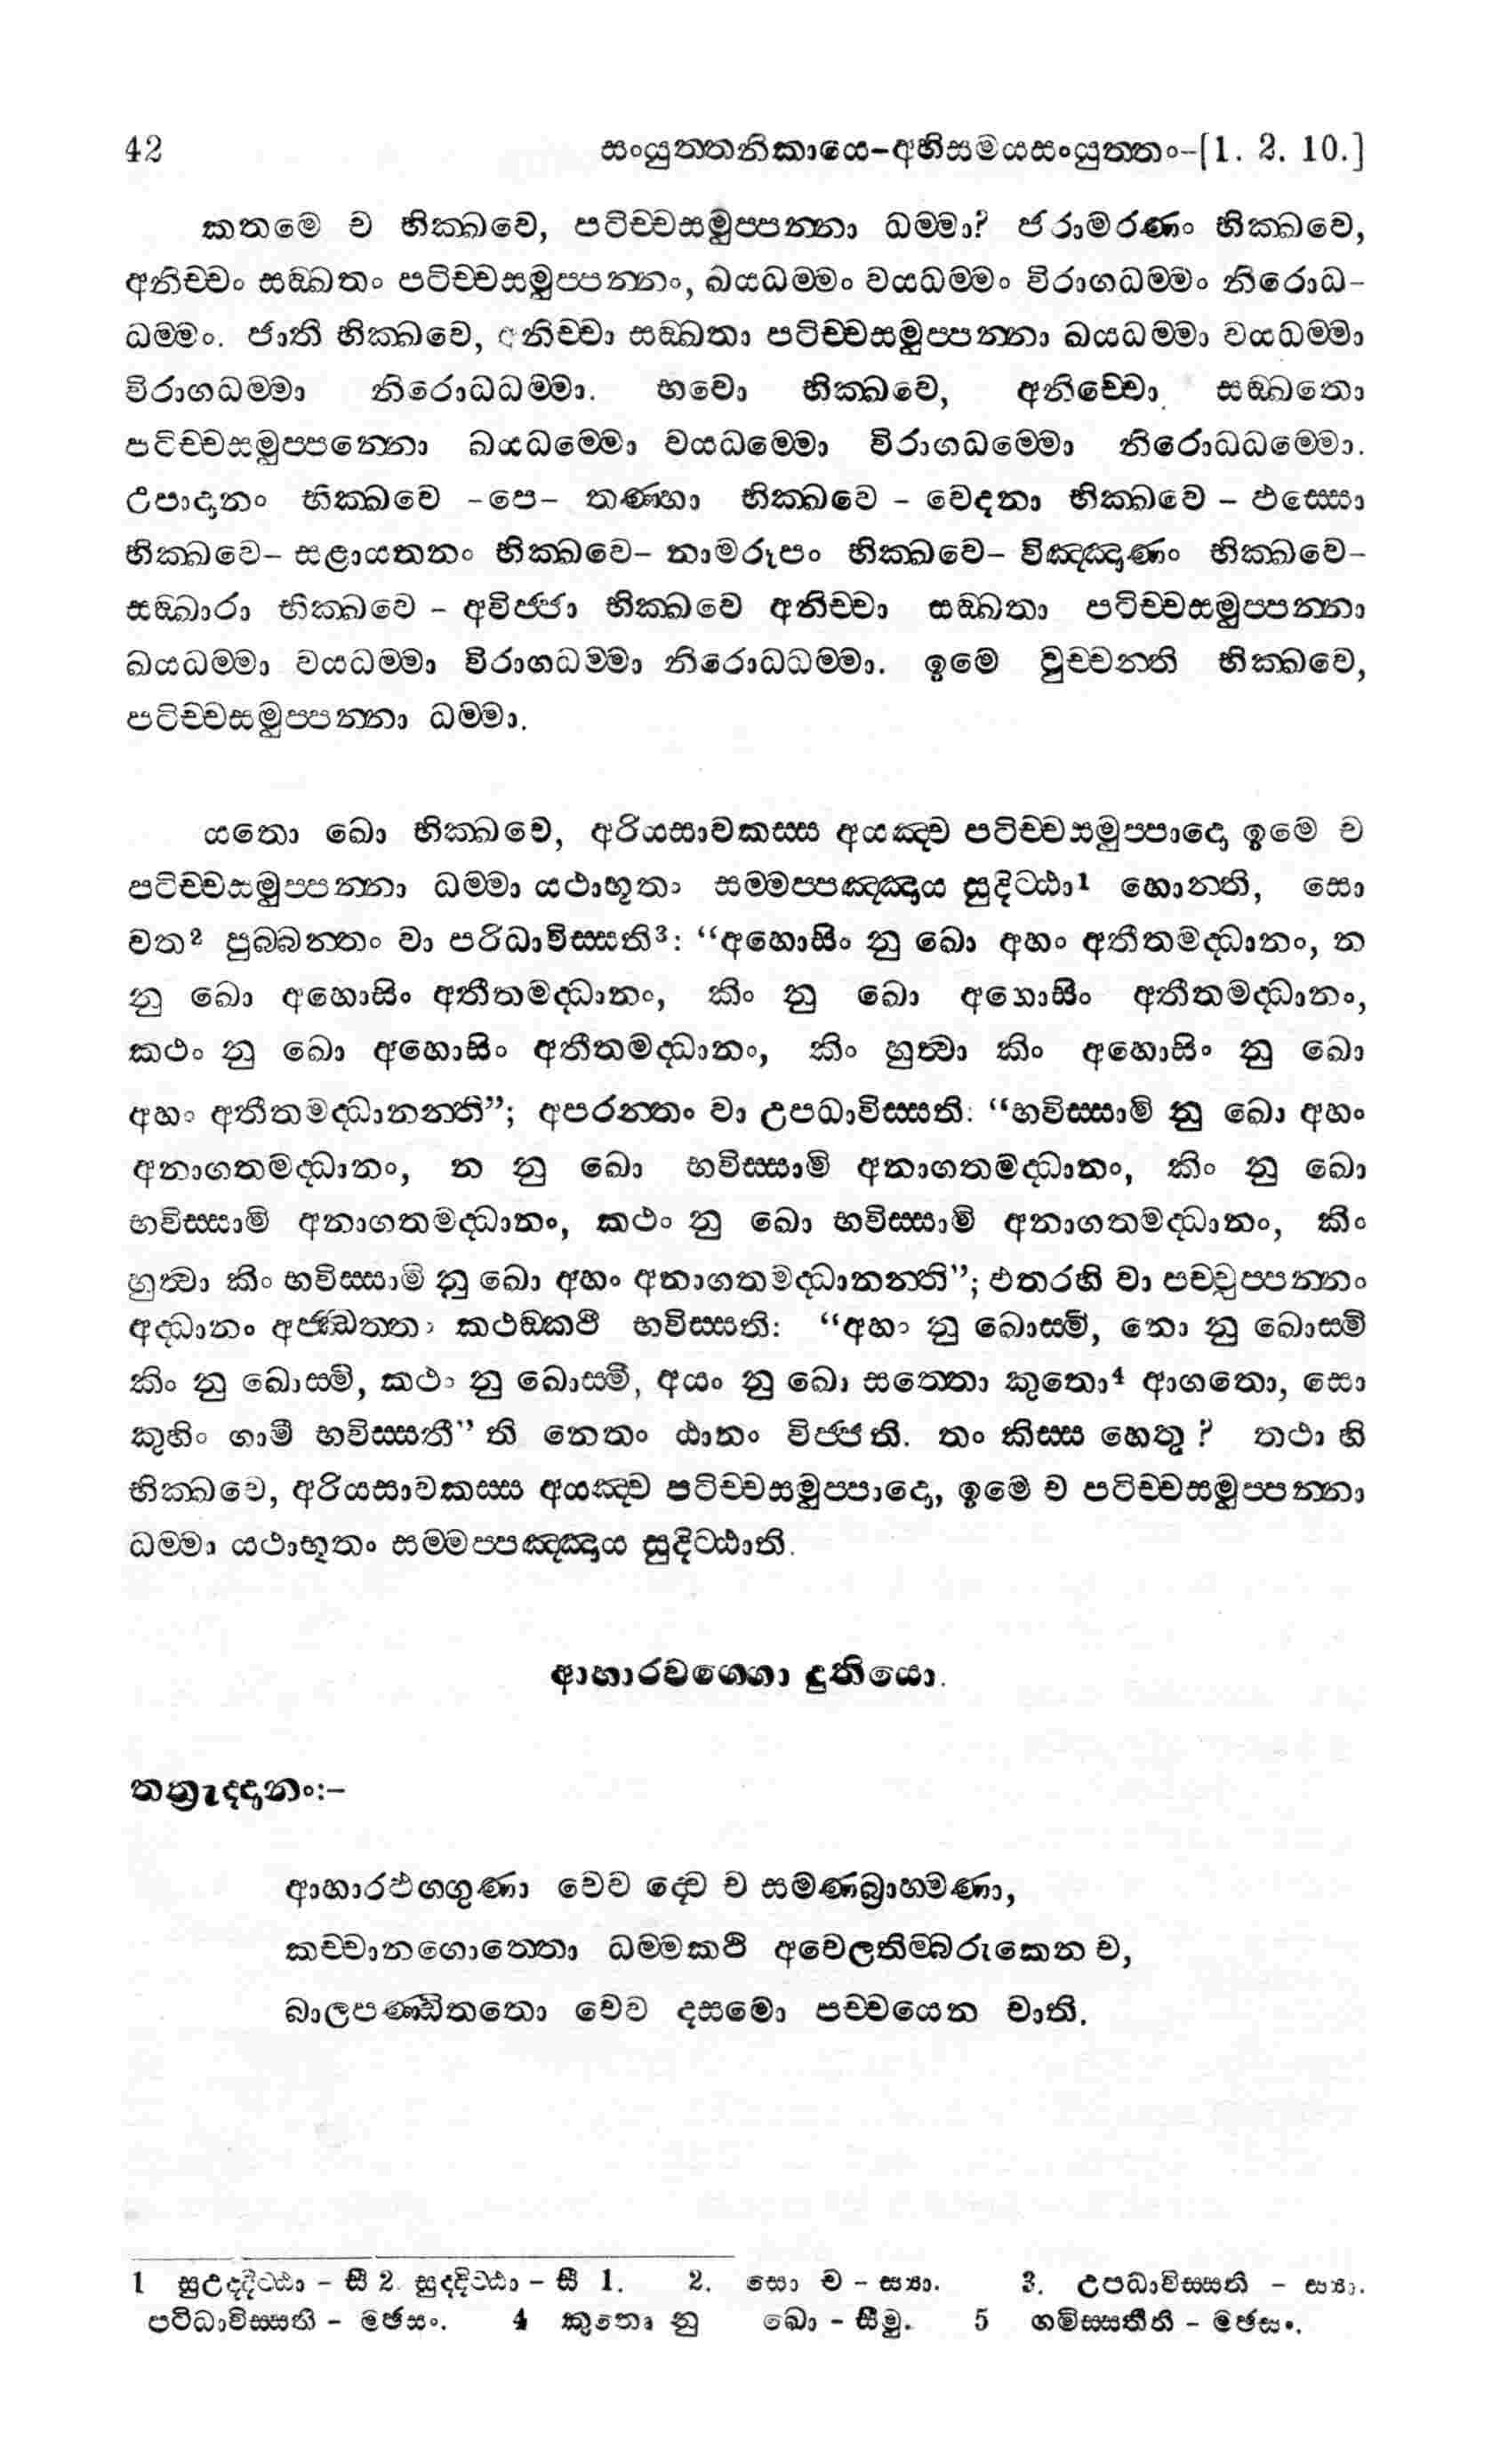 42 සංයුත්තනිකායෙ-අභිසමයසංයුත්තං-[1. 2. 10.]
කතමෙ ච භික්ඛවෙ, පටිච්චසමුප්පන්නා ධම්මා? ජරාමරණං භික්ඛවෙ,
අනිච්චං සඞ්ඛතං පටිච්චසමුප්පන්නං, ඛයධම්මං වයධම්මං විරාගධම්මං නිරොධ-
ධම්මං. ජාති භික්ඛවෙ, අනිච්චා සඞ්ඛතා පටිච්චසමුප්පන්නා ඛයධම්මා වයධම්මා
විරාගධම්මා නිරොධධම්මා. භවො භික්ඛවෙ, අනිච්චො සඞ්ඛතො
පටිච්චසමුප්පන්නො ඛයධම්මො වයධම්මො විරාගධම්මො නිරොධධම්මො.
උපාදානං භික්ඛවෙ -පෙ- තණ්හා භික්ඛවෙ - වෙදනා භික්ඛවෙ - ඵස්සො
භික්ඛවෙ- සළායතනං භික්ඛවෙ- නාමරූපං භික්ඛවෙ- විඤ්ඤාණං භික්ඛවෙ-
සඞ්ඛාරා භික්ඛවෙ - අවිජ්ජා භික්ඛවෙ අනිච්චා සඞ්ඛතා පටිච්චසමුප්පන්නා
ඛයධම්මා වයධම්මා විරාගධම්මා නිරොධධම්මා. ඉමෙ වුච්චන්ති භික්ඛවෙ,
පටිච්චසමුප්පන්නා ධම්මා.
යතො ඛො භික්ඛවෙ, අරියසාවකස්ස අයඤ්ච පටිච්චසමුප්පාදො ඉමෙ ච
පටිච්චසමුප්පන්නා ධම්මා යථාභූතං සම්මප්පඤ්ඤාය සුදිට්ඨා1 හොන්ති, සො
වත2 පුබ්බන්තං වා පරිධාවිස්සති3: “අහොසිං නු ඛො අහං අතීතමද්ධානං, න
නු ඛො අහොසිං අතීතමද්ධානං, කිං නු ඛො අහොසිං අතීතමද්ධානං,
කථං නු ඛො අහොසිං අතීතමද්ධානං, කිං හුත්වා කිං අහොසිං නු ඛො
අහං අතීතමද්ධානන්ති”; අපරන්තං වා උපධාවිස්සති: “භවිස්සාමි නු ඛො අහං
අනාගතමද්ධානං, න නු ඛො භවිස්සාමි අනාගතමද්ධානං, කිං නු ඛො
භවිස්සාමි අනාගතමද්ධානං, කථං නු ඛො භවිස්සාමි අනාගතමද්ධානං, කිං
හුත්වා කිං භවිස්සාමි නු ඛො අහං අනාගතමද්ධානන්ති”; එතරහි වා පච්චුප්පන්නං
අද්ධානං අජ්ඣත්තං කථඞ්කථී භවිස්සති: “අහං නු ඛොස්මි, නො නු ඛොස්මි
කිං නු ඛොස්මි, කථං නු ඛොස්මි, අයං නු ඛො සත්තො කුතො4 ආගතො, සො
කුහිං ගාමී භවිස්සතී” ති නෙතං ඨානං විජ්ජති. තං කිස්ස හෙතු? තථා හි
භික්ඛවෙ, අරියසාවකස්ස අයඤ්ච පටිච්චසමුප්පාදො, ඉමෙ ච පටිච්චසමුප්පන්නා
ධම්මා යථාභූතං සම්මප්පඤ්ඤාය සුදිට්ඨාති.
ආහාරවග්ගො දුතියො.
තත්‍රැද්දානං:-
ආහාරඵග්ගුණා චෙව ද්වෙ ච සමණබ්‍රාහ්මණා,
කච්චානගොත්තො ධම්මකථි අචෙලතිම්බරුකෙන ච,
බාලපණ්ඩිතතො චෙව දසමො පච්චයෙන චාති.
1 සුඋද්දිට්ඨා - සී 2. සුද්දිට්ඨා - සී 1. 2. සො ච - ස්‍යා. 3. උපධාවිස්සති - ස්‍යා.
පටිධාවිස්සති - මඡසං. 4 කුතො නු ඛො - සීමු. 5 ගමිස්සතීති - මඡසං.